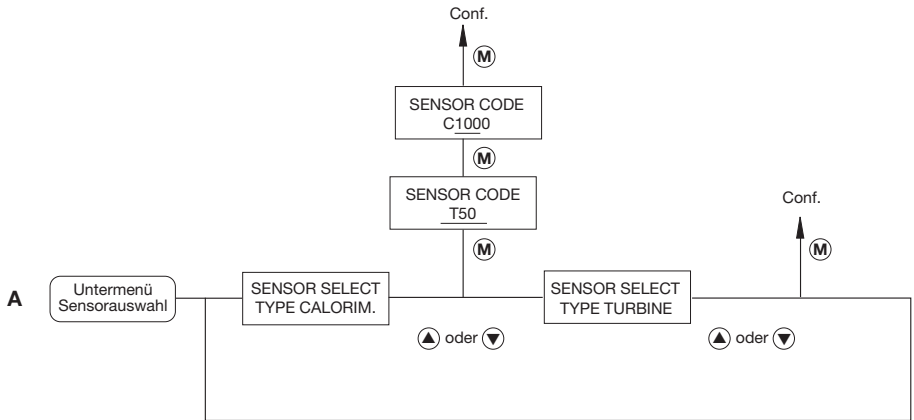 Conf.
M
SENSOR CODE
C1000
M
SENSOR CODE
T50
Conf.
M
M
A
Untermenü
Sensorauswahl
SENSOR SELECT
TYPE CALORIM.
SENSOR SELECT
TYPE TURBINE
oder
oder